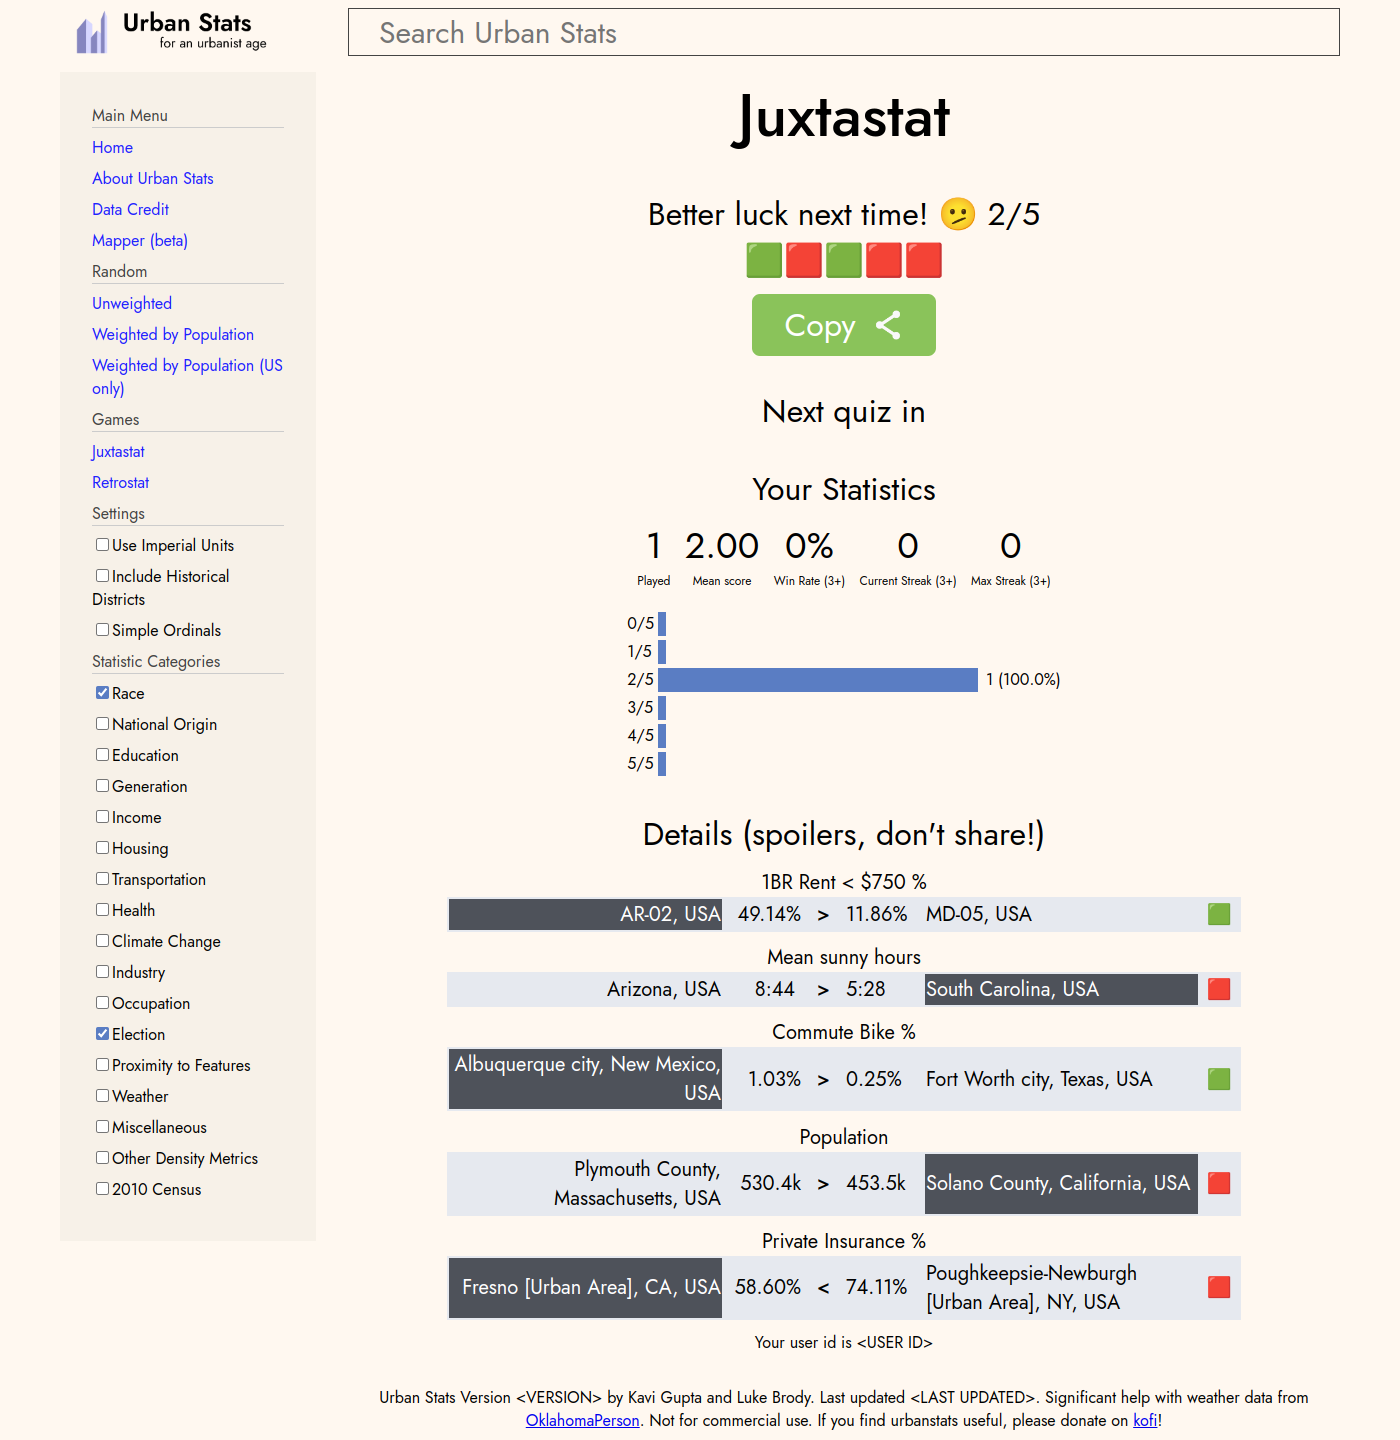 Urban Stats
for an urbanist age
Search Urban Stats
Main Menu
Home
About Urban Stats
Data Credit
Mapper (beta)
Random
Unweighted
Weighted by Population
Weighted by Population (US
only)
Games
Juxtastat
Retrostat
Settings
Use Imperial Units
Include Historical
Districts
Simple Ordinals
Statistic Categories
Race
National Origin
Education
Generation
Income
Housing
Transportation
Health
Climate Change
Industry
Occupation
Election
Proximity to Features
Weather
Miscellaneous
Other Density Metrics
2010 Census
Juxtastat
Better luck next time! 🫤 2/5
🟩🟥🟩🟥🟥
Copy
Next quiz in
Your Statistics
1 2.00 0% 0 0
Played Mean score Win Rate (3+) Current Streak (3+) Max Streak (3+)
0/5
1/5
2/5 1 (100.0%)
3/5
4/5
5/5
Details (spoilers, don't share!)
1BR Rent < $750 %
AR-02, USA 49.14% > 11.86% MD-05, USA 🟩
Mean sunny hours
Arizona, USA 8:44 > 5:28 South Carolina, USA 🟥
Commute Bike %
Albuquerque city, New Mexico,
USA 1.03% > 0.25% Fort Worth city, Texas, USA 🟩
Population
Plymouth County,
Massachusetts, USA 530.4k > 453.5k Solano County, California, USA 🟥
Private Insurance %
Fresno [Urban Area], CA, USA 58.60% < 74.11% Poughkeepsie-Newburgh
[Urban Area], NY, USA 🟥
Your user id is <USER ID>
Urban Stats Version <VERSION> by Kavi Gupta and Luke Brody. Last updated <LAST UPDATED>. Significant help with weather data from
OklahomaPerson. Not for commercial use. If you find urbanstats useful, please donate on kofi!